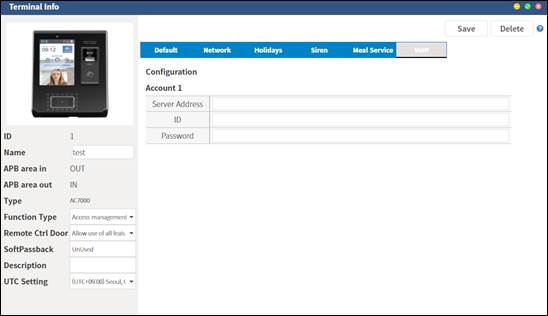 Terminal Info
Save
Delete
Default
Network
Holidays
Siren
Meal Service
VoIP
Configuration
Account 1
Server Address
ID
Password
ID 1
Name test
APB area in OUT
APB area out IN
Type AC7000
Function Type Access management
Remote Ctrl Door Allow use of all
SoftPassback UnUsed
Description
UTC Setting (UTC+09:00) Seoul,